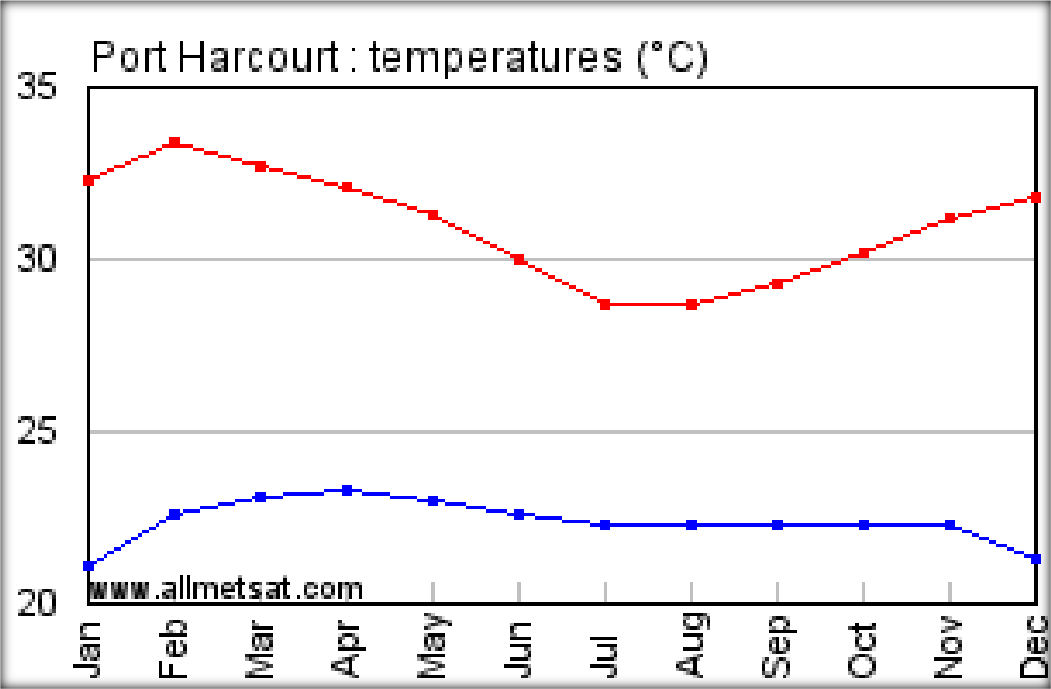 Port Harcourt : temperatures (°C)
35
30
25
20
www.allmetsat.com
Jan Feb Mar Apr May Jun Jul Aug Sep Oct Nov Dec